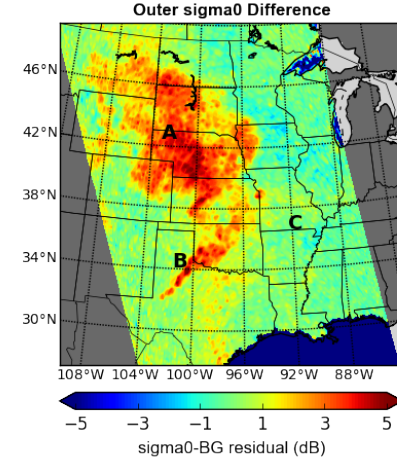 Outer sigma0 Difference
46°N
42°N
38°N
34°N
30°N
A
B
C
108°W 104°W 100°W 96°W 92°W 88°W
−5 −3 −1 1 3 5
sigma0-BG residual (dB)